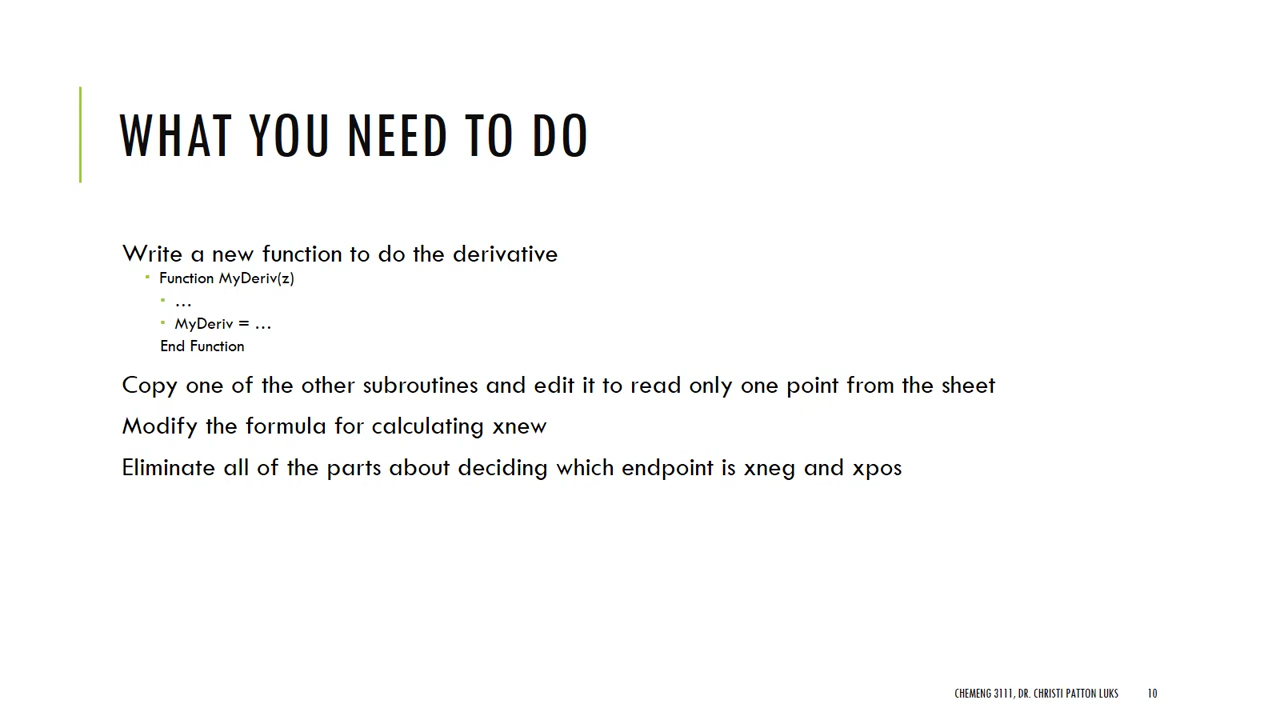 WHAT YOU NEED TO DO
Write a new function to do the derivative
▪ Function MyDeriv(z)
▪ …
▪ MyDeriv = …
End Function
Copy one of the other subroutines and edit it to read only one point from the sheet
Modify the formula for calculating xnew
Eliminate all of the parts about deciding which endpoint is xneg and xpos
CHEMENG 3111, DR. CHRISTI PATTON LUKS 10